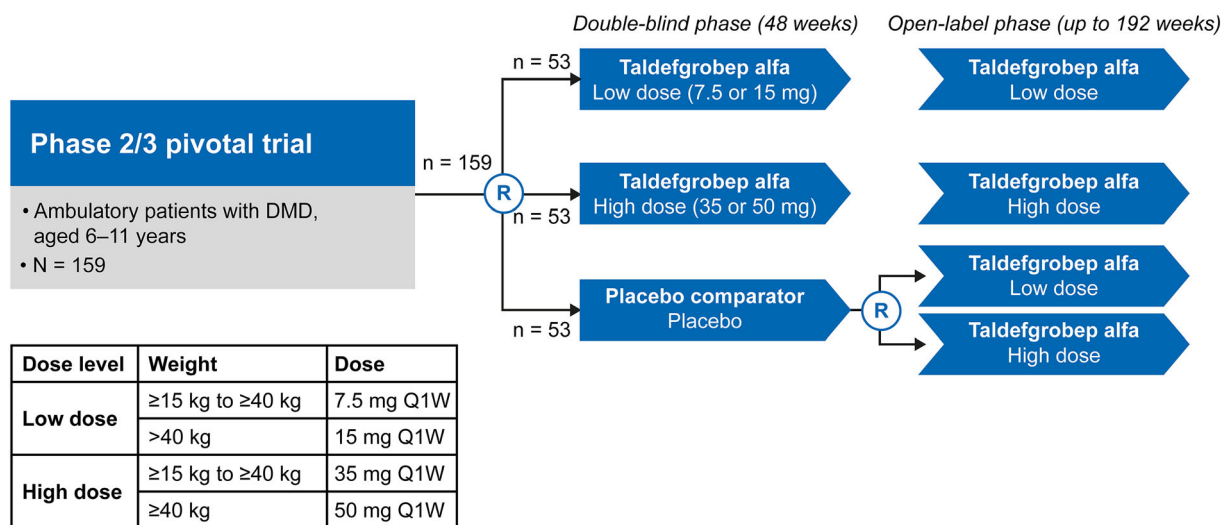 Double-blind phase (48 weeks)
Open-label phase (up to 192 weeks)
Phase 2/3 pivotal trial
• Ambulatory patients with DMD,
aged 6–11 years
• N = 159
n = 159
R
n = 53
Taldefgrobep alfa
Low dose (7.5 or 15 mg)
Taldefgrobep alfa
Low dose
n = 53
Taldefgrobep alfa
High dose (35 or 50 mg)
Taldefgrobep alfa
High dose
n = 53
Placebo comparator
Placebo
R
Taldefgrobep alfa
Low dose
Taldefgrobep alfa
High dose
Dose level Weight Dose
Low dose ≥15 kg to ≥40 kg 7.5 mg Q1W
>40 kg 15 mg Q1W
High dose ≥15 kg to ≥40 kg 35 mg Q1W
≥40 kg 50 mg Q1W